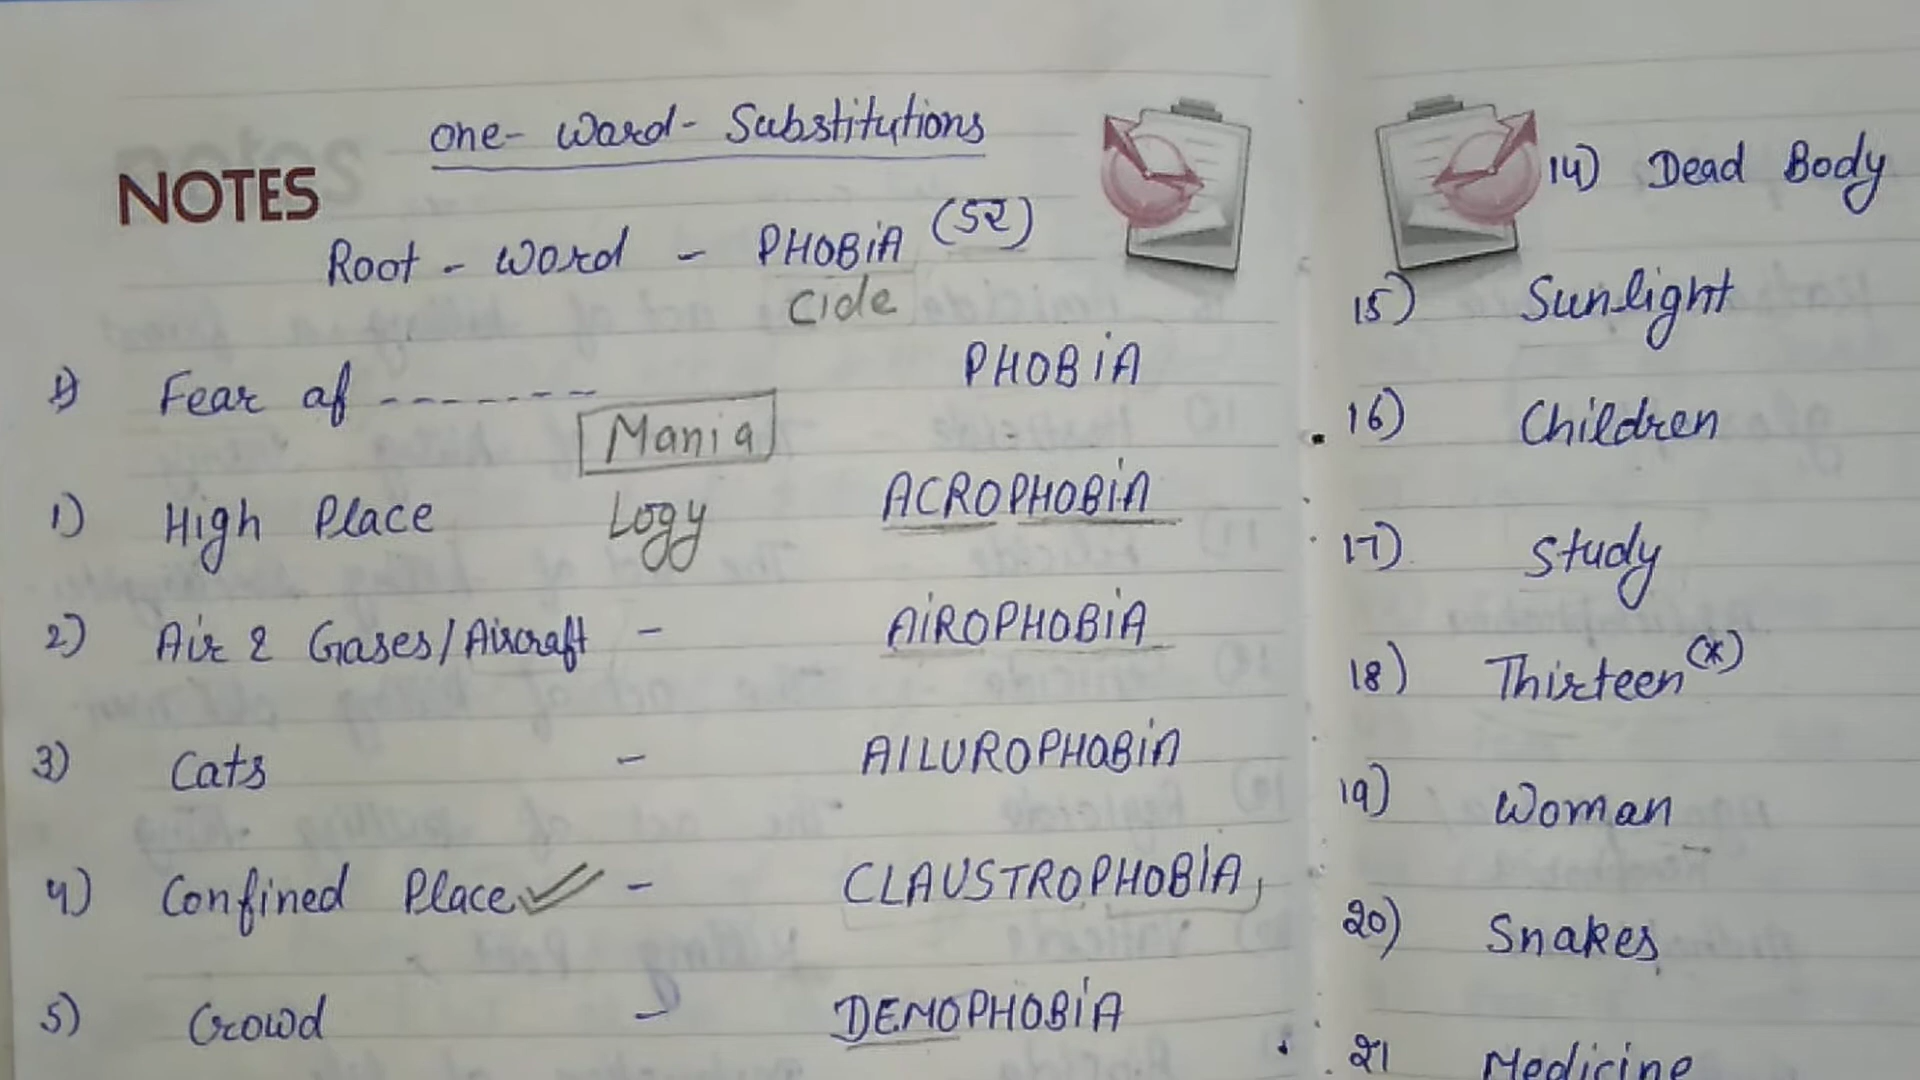 one- Word- Substitutions
NOTES
Root - Word - PHOBiA (52)
Cide
Fear of ------- PHOBiA
Mania
1) High Place Logy ACROPHOBiA
2) Air & Gases/Aircraft - AiROPHOBiA
3) Cats - AILUROPHOBiA
4) Confined Place - CLAUSTROPHOBiA,
5) Crowd - DEMOPHOBiA
14) Dead Body
15) Sunlight
16) Children
17) Study
18) Thirteen (*)
19) Woman
20) Snakes
21 Medicine